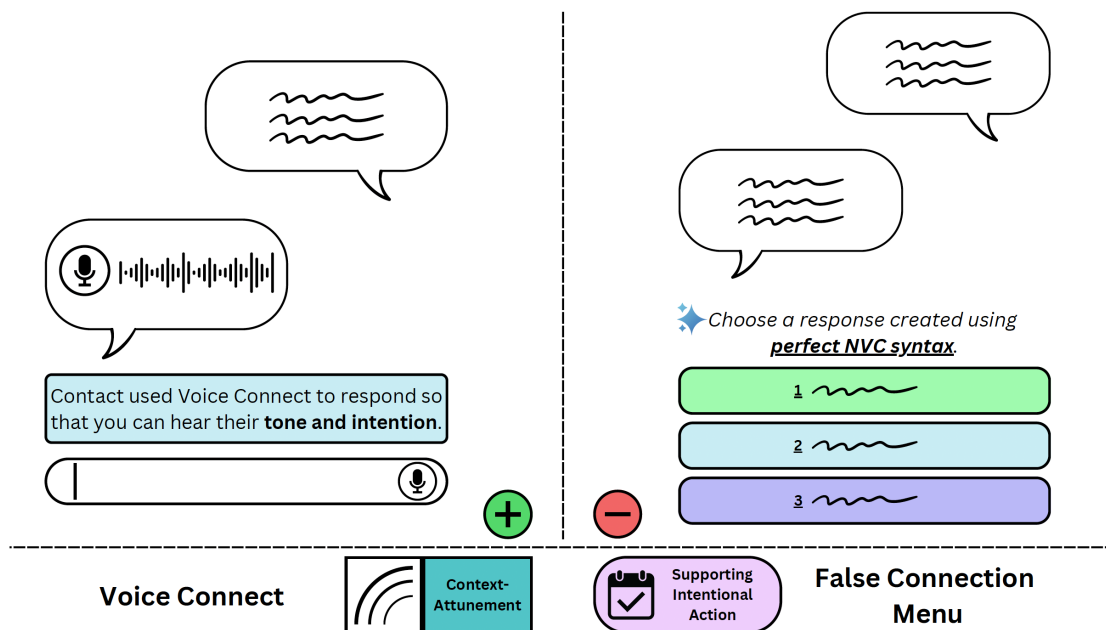 Contact used Voice Connect to respond so
that you can hear their tone and intention.
Choose a response created using
perfect NVC syntax.
1
2
3
Voice Connect
Context-
Attunement
Supporting
Intentional
Action
False Connection
Menu